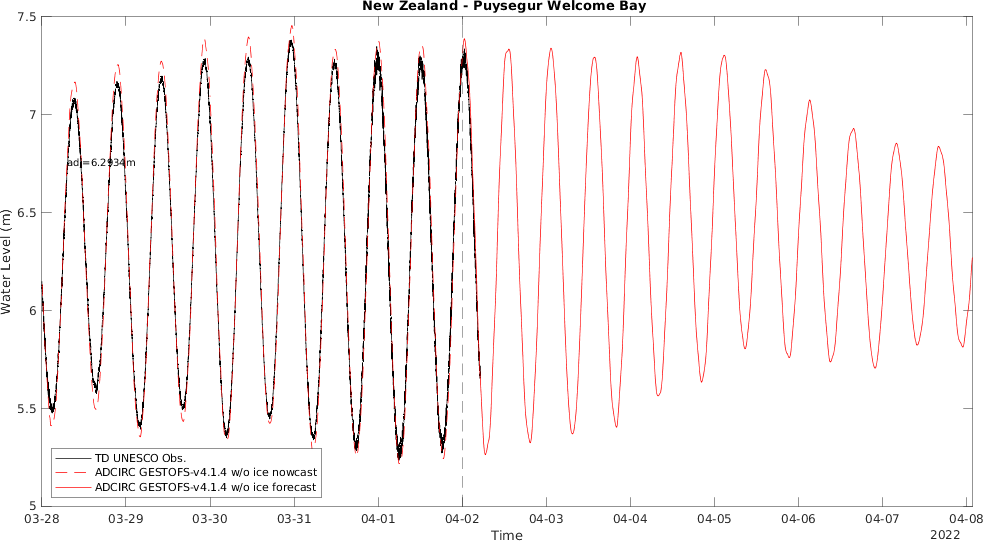 New Zealand - Puysegur Welcome Bay
7.5
7
6.5
6
5.5
5
Water Level (m)
adj=6.2934m
TD UNESCO Obs.
ADCIRC GESTOFS-v4.1.4 w/o ice nowcast
ADCIRC GESTOFS-v4.1.4 w/o ice forecast
03-28 03-29 03-30 03-31 04-01 04-02 04-03 04-04 04-05 04-06 04-07 04-08
Time
2022